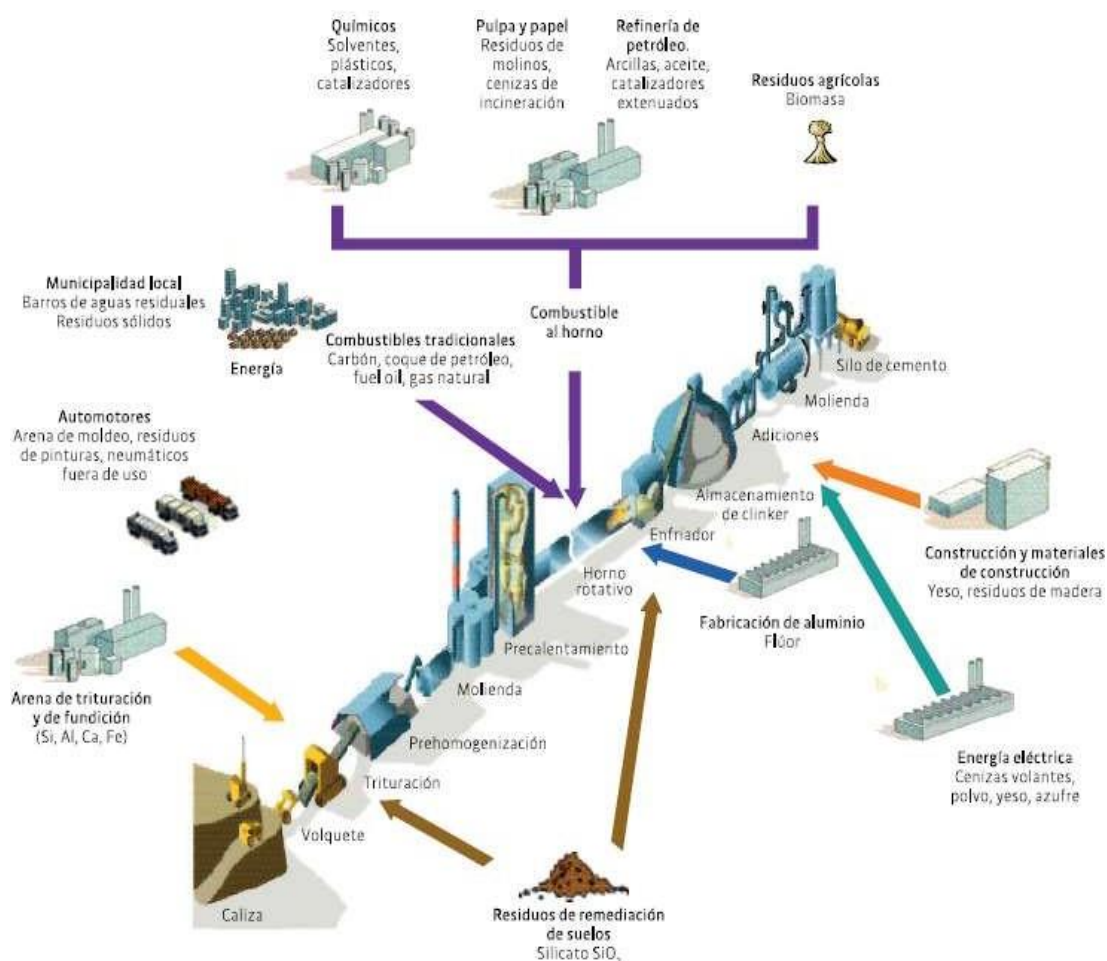 Químicos
Solventes,
plásticos,
catalizadores
Pulpa y papel
Residuos de
molinos,
cenizas de
incineración
Refinería de
petróleo.
Arcillas, aceite,
catalizadores
extenuados
Residuos agrícolas
Biomasa
Municipalidad local
Barros de aguas residuales
Residuos sólidos
Energía
Combustibles tradicionales
Carbón, coque de petróleo,
fuel oil, gas natural
Combustible
al horno
Silo de cemento
Molienda
Adiciones
Almacenamiento
de clinker
Enfriador
Horno
rotativo
Automotores
Arena de moldeo, residuos
de pinturas, neumáticos
fuera de uso
Construcción y materiales
de construcción
Yeso, residuos de madera
Fabricación de aluminio
Flúor
Precalentamiento
Molienda
Prehomogenización
Trituración
Volquete
Caliza
Arena de trituración
y de fundición
(Si, Al, Ca, Fe)
Energía eléctrica
Cenizas volantes,
polvo, yeso, azufre
Residuos de remediación
de suelos
Silicato SiO₂